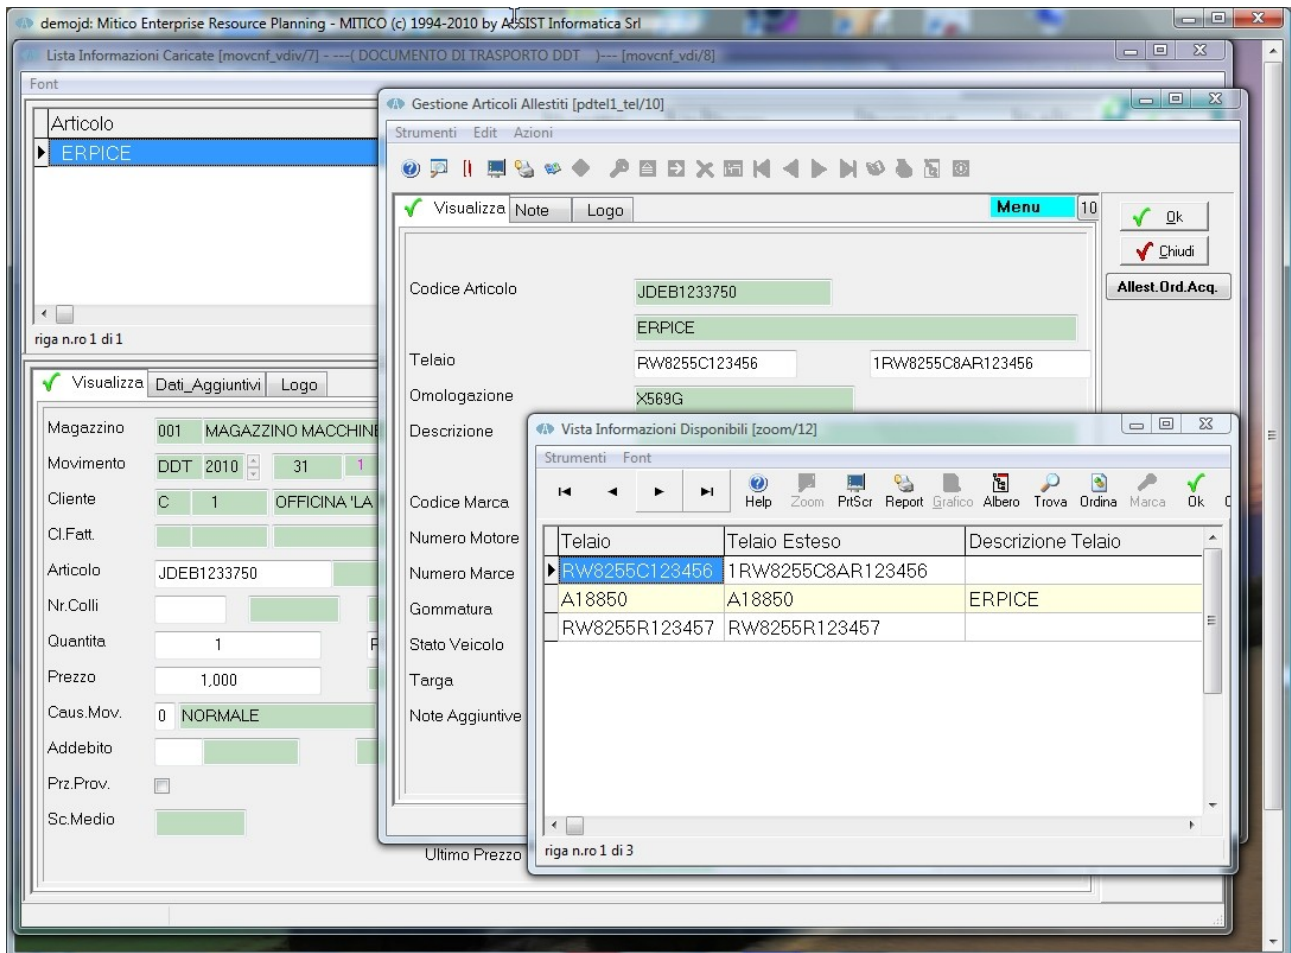 demojd: Mitico Enterprise Resource Planning - MITICO (c) 1994-2010 by ASSIST Informatica Srl
Lista Informazioni Caricate [movcnf_vdiv/7] - ---( DOCUMENTO DI TRASPORTO DDT )--- [movcnf_vdi/8]
Font
Articolo
ERPICE
riga n.ro 1 di 1
Visualizza Dati_Aggiuntivi Logo
Magazzino 001 MAGAZZINO MACCHINE
Movimento DDT 2010 31 1
Cliente C 1 OFFICINA 'LA
Cl.Fatt.
Articolo JDEB1233750
Nr.Colli
Quantita 1
Prezzo 1,000
Caus.Mov. 0 NORMALE
Addebito
Prz.Prov.
Sc.Medio
Ultimo Prezzo
Gestione Articoli Allestiti [pdtel1_tel/10]
Strumenti Edit Azioni
Visualizza Note Logo Menu 10
Ok
Chiudi
Allest.Ord.Acq.
Codice Articolo JDEB1233750
ERPICE
Telaio RW8255C123456 1RW8255C8AR123456
Omologazione X569G
Descrizione
Codice Marca
Numero Motore
Numero Marce
Gommatura
Stato Veicolo
Targa
Note Aggiuntive
Vista Informazioni Disponibili [zoom/12]
Strumenti Font
Help Zoom PrtScr Report Grafico Albero Trova Ordina Marca Ok
Telaio Telaio Esteso Descrizione Telaio
RW8255C123456 1RW8255C8AR123456
A18850 A18850 ERPICE
RW8255R123457 RW8255R123457
riga n.ro 1 di 3